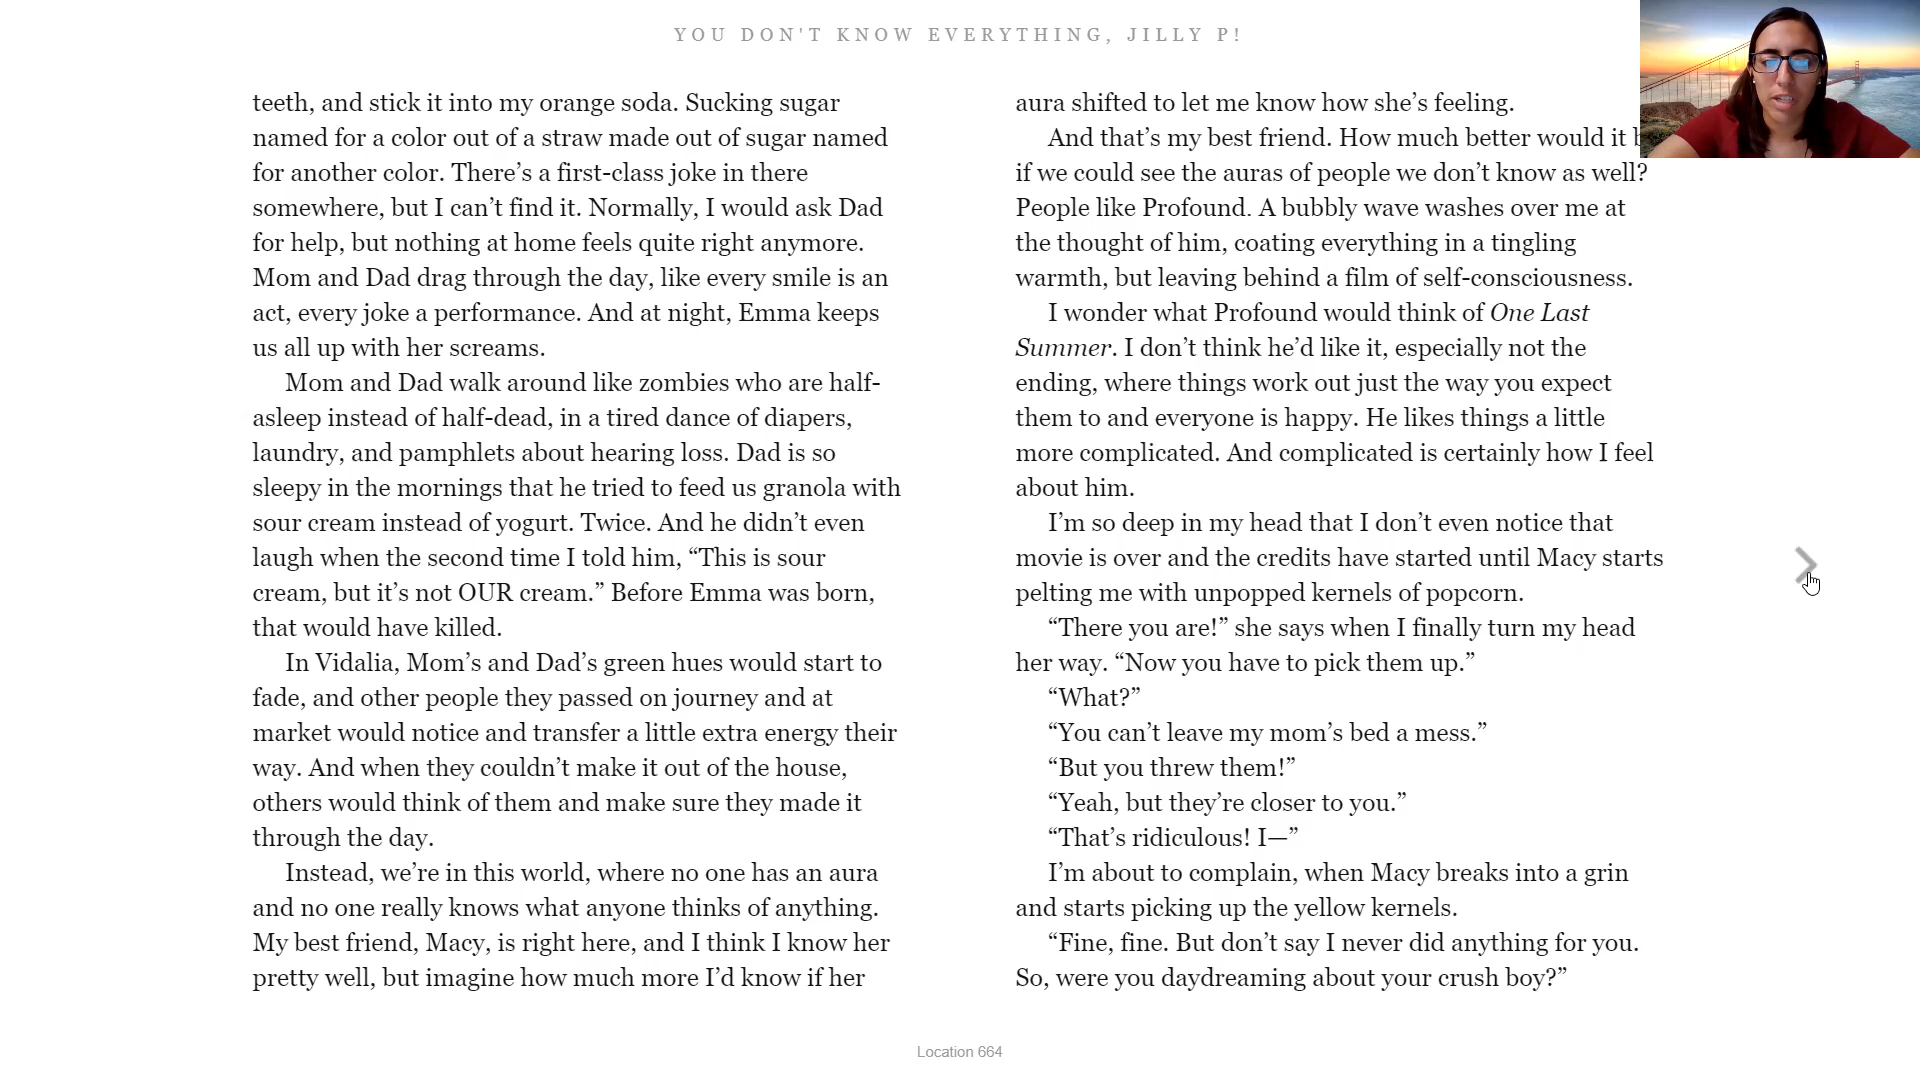 YOU DON'T KNOW EVERYTHING, JILLY P!
teeth, and stick it into my orange soda. Sucking sugar
named for a color out of a straw made out of sugar named
for another color. There’s a first-class joke in there
somewhere, but I can’t find it. Normally, I would ask Dad
for help, but nothing at home feels quite right anymore.
Mom and Dad drag through the day, like every smile is an
act, every joke a performance. And at night, Emma keeps
us all up with her screams.
Mom and Dad walk around like zombies who are half-
asleep instead of half-dead, in a tired dance of diapers,
laundry, and pamphlets about hearing loss. Dad is so
sleepy in the mornings that he tried to feed us granola with
sour cream instead of yogurt. Twice. And he didn’t even
laugh when the second time I told him, “This is sour
cream, but it’s not OUR cream.” Before Emma was born,
that would have killed.
In Vidalia, Mom’s and Dad’s green hues would start to
fade, and other people they passed on journey and at
market would notice and transfer a little extra energy their
way. And when they couldn’t make it out of the house,
others would think of them and make sure they made it
through the day.
Instead, we’re in this world, where no one has an aura
and no one really knows what anyone thinks of anything.
My best friend, Macy, is right here, and I think I know her
pretty well, but imagine how much more I’d know if her
aura shifted to let me know how she’s feeling.
And that’s my best friend. How much better would it
if we could see the auras of people we don’t know as well?
People like Profound. A bubbly wave washes over me at
the thought of him, coating everything in a tingling
warmth, but leaving behind a film of self-consciousness.
I wonder what Profound would think of One Last
Summer. I don’t think he’d like it, especially not the
ending, where things work out just the way you expect
them to and everyone is happy. He likes things a little
more complicated. And complicated is certainly how I feel
about him.
I’m so deep in my head that I don’t even notice that
movie is over and the credits have started until Macy starts
pelting me with unpopped kernels of popcorn.
“There you are!” she says when I finally turn my head
her way. “Now you have to pick them up.”
“What?”
“You can’t leave my mom’s bed a mess.”
“But you threw them!”
“Yeah, but they’re closer to you.”
“That’s ridiculous! I—”
I’m about to complain, when Macy breaks into a grin
and starts picking up the yellow kernels.
“Fine, fine. But don’t say I never did anything for you.
So, were you daydreaming about your crush boy?”
Location 664